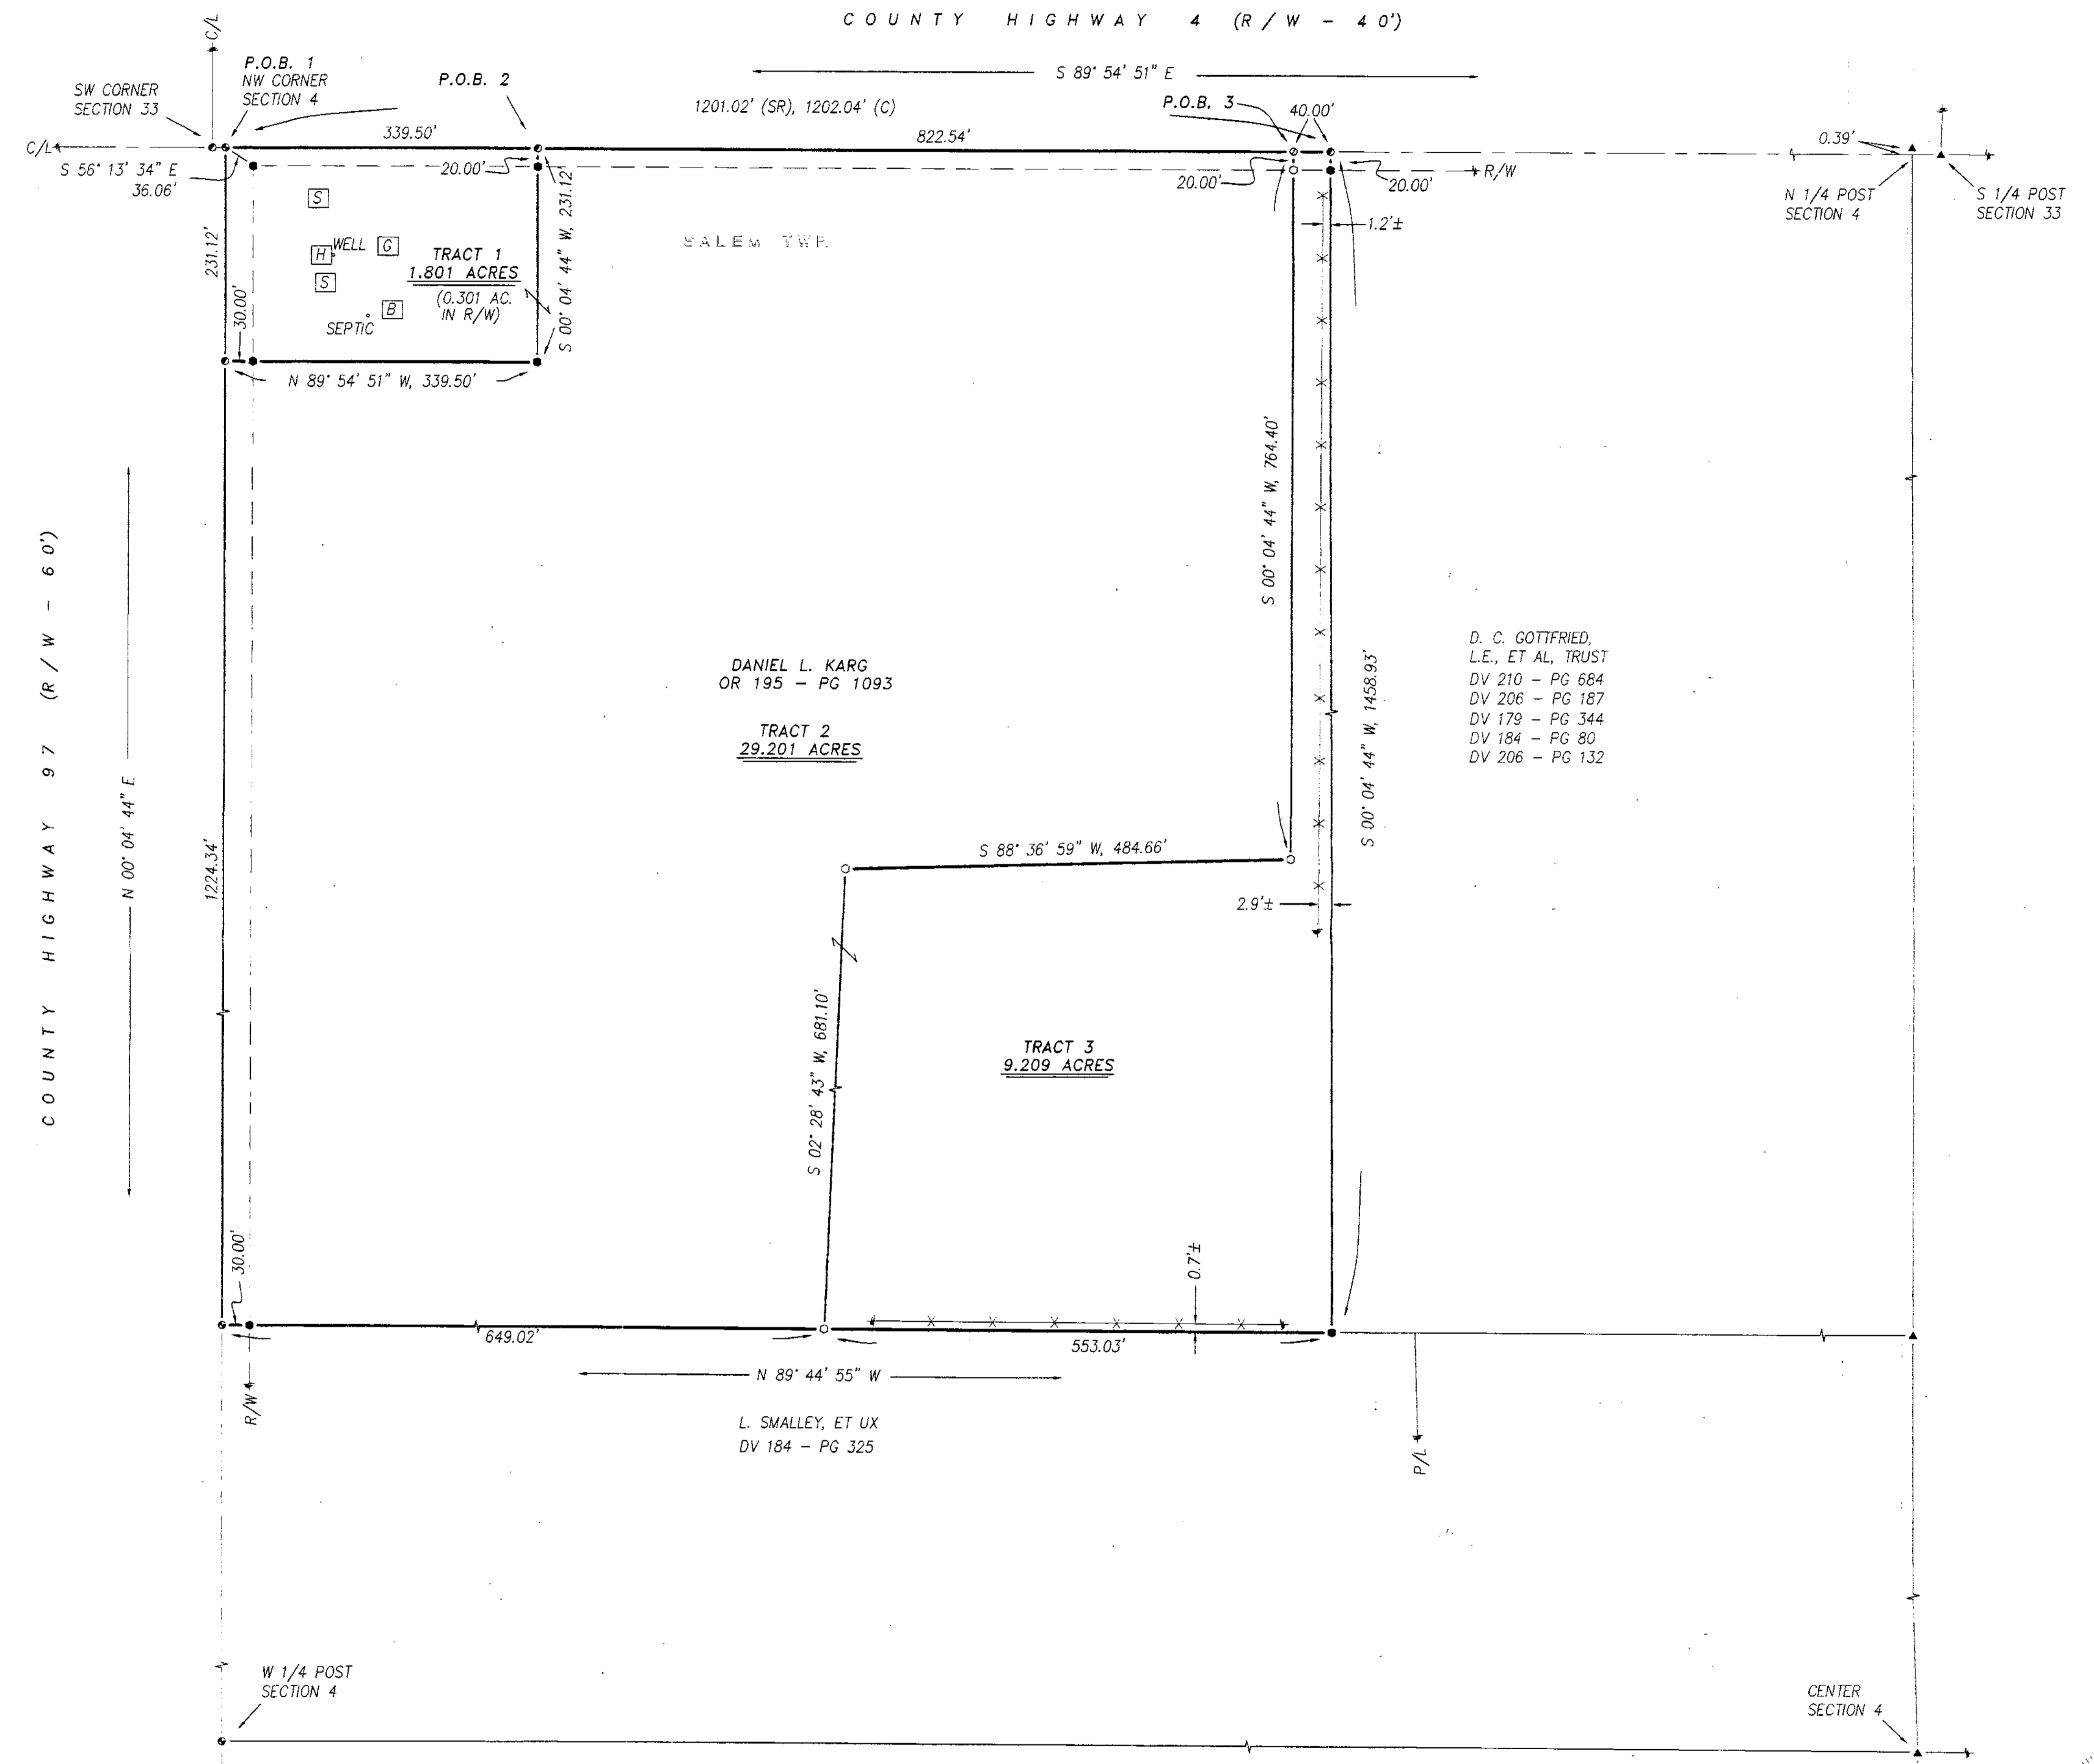 COUNTY HIGHWAY 4 (R/W - 40')
C/L
P.O.B. 1
NW CORNER
SECTION 4
SW CORNER
SECTION 33
P.O.B. 2
S 89° 54' 51" E
1201.02' (SR), 1202.04' (C)
P.O.B. 3
40.00'
339.50'
822.54'
0.39'
C/L
S 56° 13' 34" E
36.06'
20.00'
20.00'
20.00'
R/W
N 1/4 POST
SECTION 4
S 1/4 POST
SECTION 33
S
WELL
G
H
S
B
SEPTIC
TRACT 1
1.801 ACRES
(0.301 AC.
IN R/W)
231.12'
30.00'
S 00° 04' 44" W, 231.12'
SALEM TWP.
1.2'±
N 89° 54' 51" W, 339.50'
S 00° 04' 44" W, 764.40'
COUNTY HIGHWAY 97 (R/W - 60')
N 00° 04' 44" E
1224.34'
DANIEL L. KARG
OR 195 - PG 1093
TRACT 2
29.201 ACRES
S 00° 04' 44" W, 1458.93'
D. C. GOTTFRIED,
L.E., ET AL, TRUST
DV 210 - PG 684
DV 206 - PG 187
DV 179 - PG 344
DV 184 - PG 80
DV 206 - PG 132
S 88° 36' 59" W, 484.66'
2.9'±
S 02° 28' 43" W, 681.10'
TRACT 3
9.209 ACRES
30.00'
0.7'±
649.02'
553.03'
N 89° 44' 55" W
R/W
L. SMALLEY, ET UX
DV 184 - PG 325
P/L
W 1/4 POST
SECTION 4
CENTER
SECTION 4